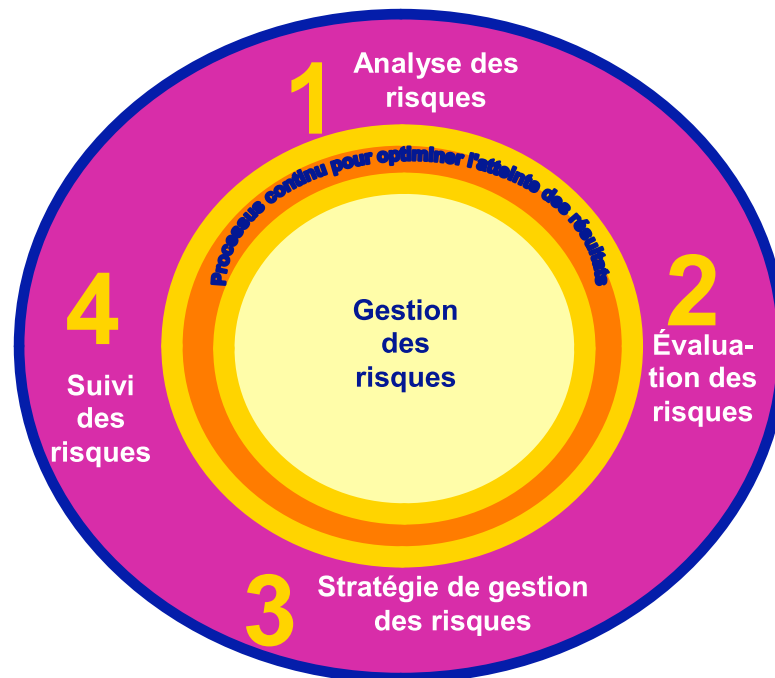 1
Analyse des
risques
Processus continu pour optiminer l'atteinte des résultats
2
Évalua-
tion des
risques
3
Stratégie de gestion
des risques
4
Suivi
des
risques
Gestion
des
risques